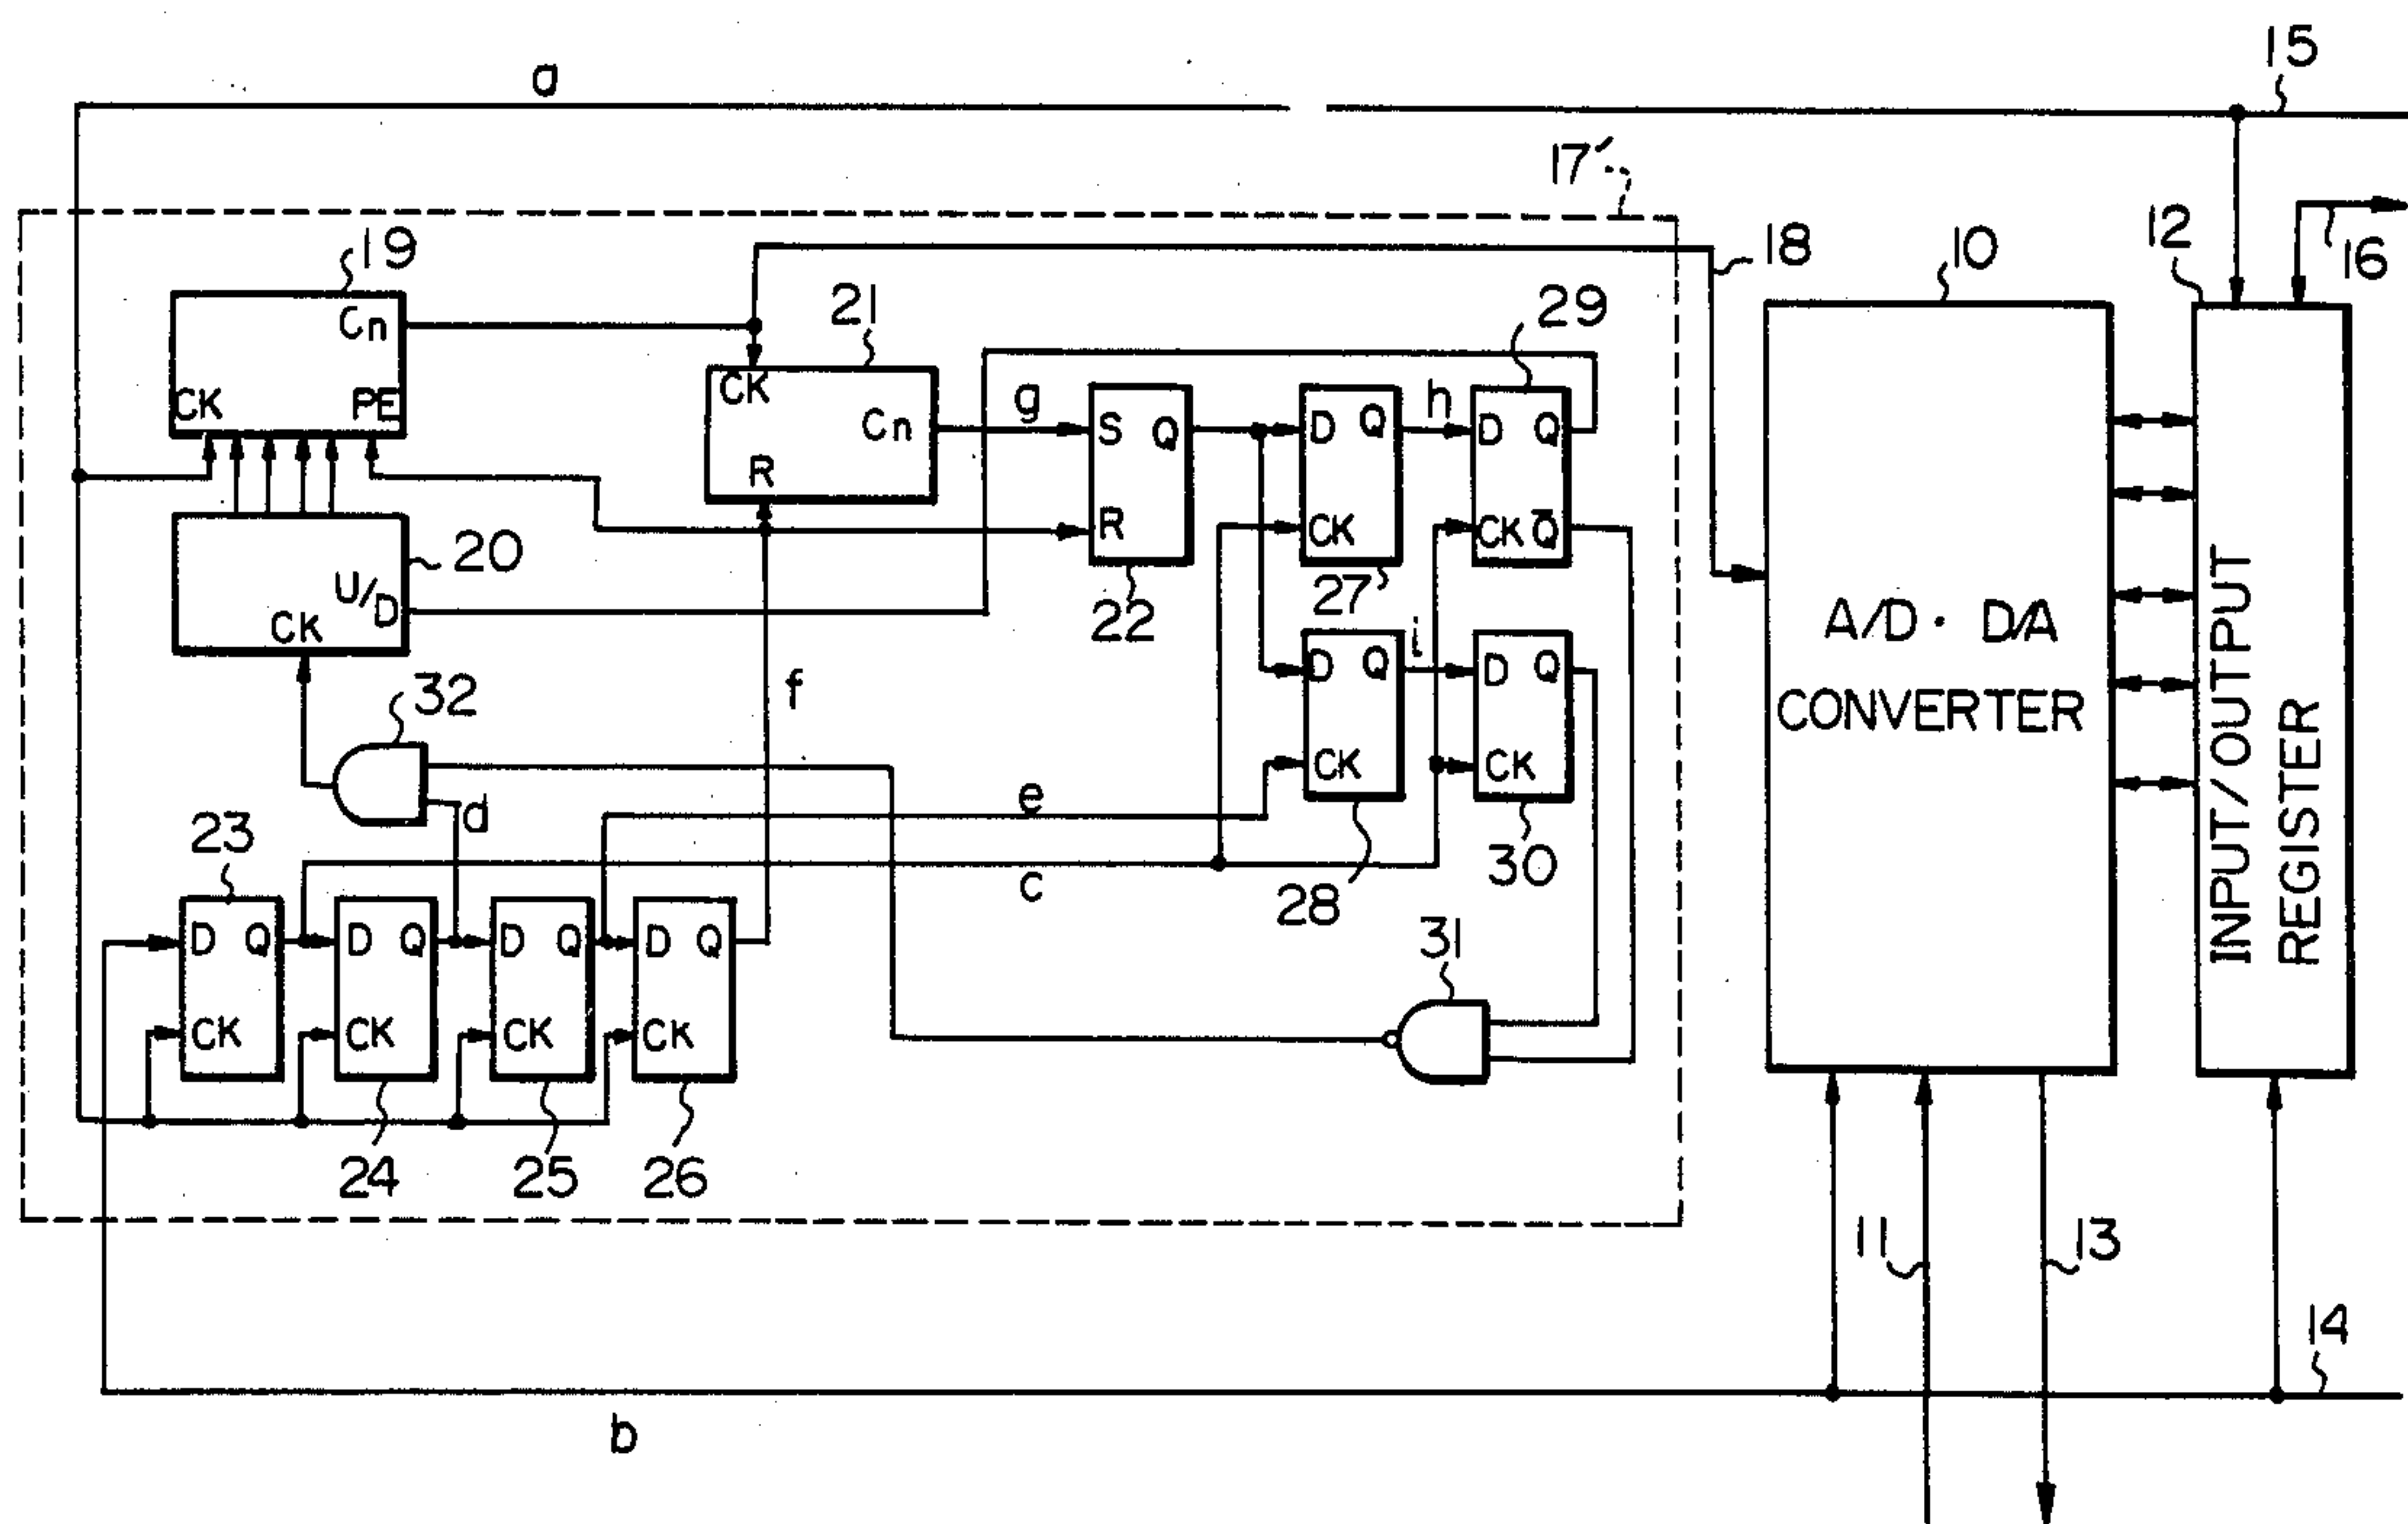 a
15
17'
16
19
Cn
CK
PE
21
CK
Cn
R
18
10
12
29
g
S
Q
R
22
D
Q
CK
27
h
D
Q
CK
Q̄
20
U/D
CK
f
D
Q
CK
28
i
D
Q
CK
30
A/D · D/A
CONVERTER
INPUT/OUTPUT
REGISTER
32
d
e
c
23
D
Q
CK
D
Q
CK
24
D
Q
CK
25
D
Q
CK
26
31
11
13
14
b